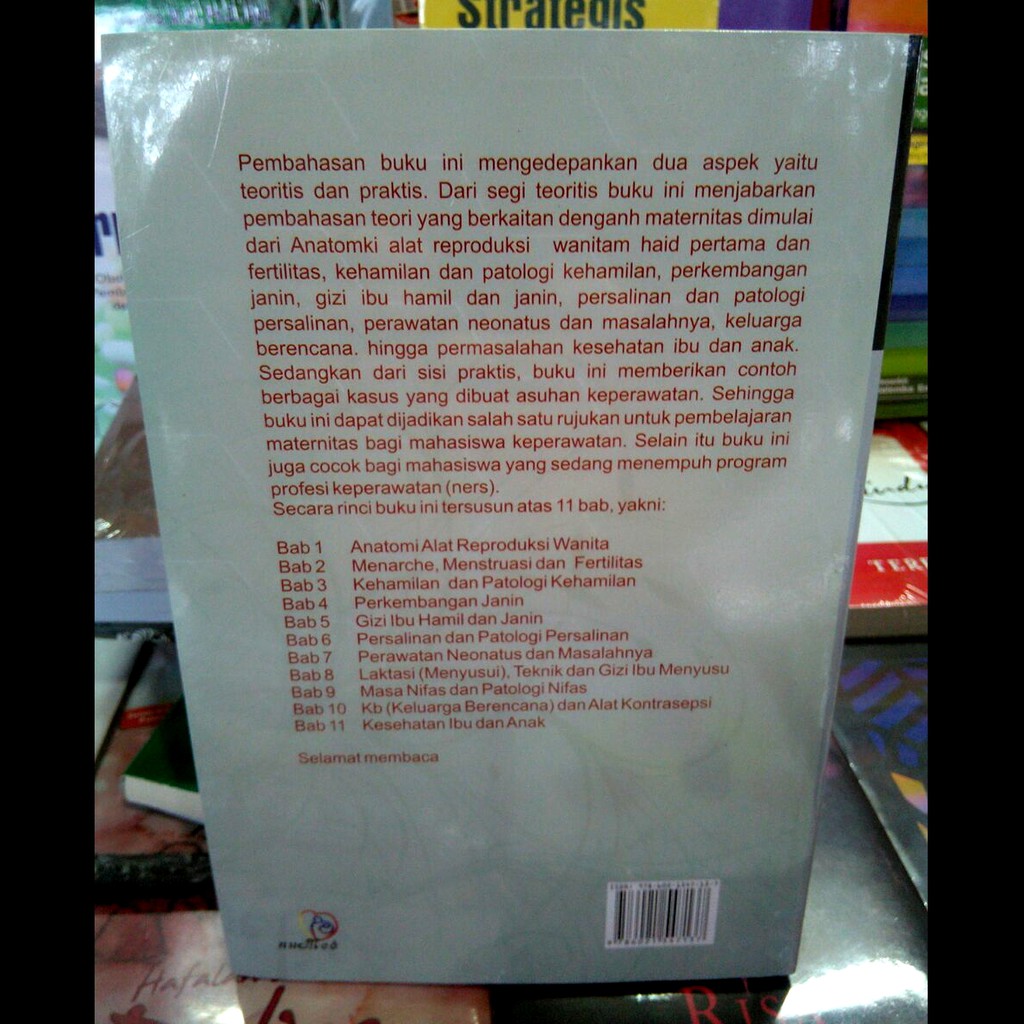 Strategis
Pembahasan buku ini mengedepankan dua aspek yaitu
teoritis dan praktis. Dari segi teoritis buku ini menjabarkan
pembahasan teori yang berkaitan denganh maternitas dimulai
dari Anatomki alat reproduksi wanitam haid pertama dan
fertilitas, kehamilan dan patologi kehamilan, perkembangan
janin, gizi ibu hamil dan janin, persalinan dan patologi
persalinan, perawatan neonatus dan masalahnya, keluarga
berencana. hingga permasalahan kesehatan ibu dan anak.
Sedangkan dari sisi praktis, buku ini memberikan contoh
berbagai kasus yang dibuat asuhan keperawatan. Sehingga
buku ini dapat dijadikan salah satu rujukan untuk pembelajaran
maternitas bagi mahasiswa keperawatan. Selain itu buku ini
juga cocok bagi mahasiswa yang sedang menempuh program
profesi keperawatan (ners).
Secara rinci buku ini tersusun atas 11 bab, yakni:
Bab 1 Anatomi Alat Reproduksi Wanita
Bab 2 Menarche, Menstruasi dan Fertilitas
Bab 3 Kehamilan dan Patologi Kehamilan
Bab 4 Perkembangan Janin
Bab 5 Gizi Ibu Hamil dan Janin
Bab 6 Persalinan dan Patologi Persalinan
Bab 7 Perawatan Neonatus dan Masalahnya
Bab 8 Laktasi (Menyusui), Teknik dan Gizi Ibu Menyusu
Bab 9 Masa Nifas dan Patologi Nifas
Bab 10 Kb (Keluarga Berencana) dan Alat Kontrasepsi
Bab 11 Kesehatan Ibu dan Anak
Selamat membaca